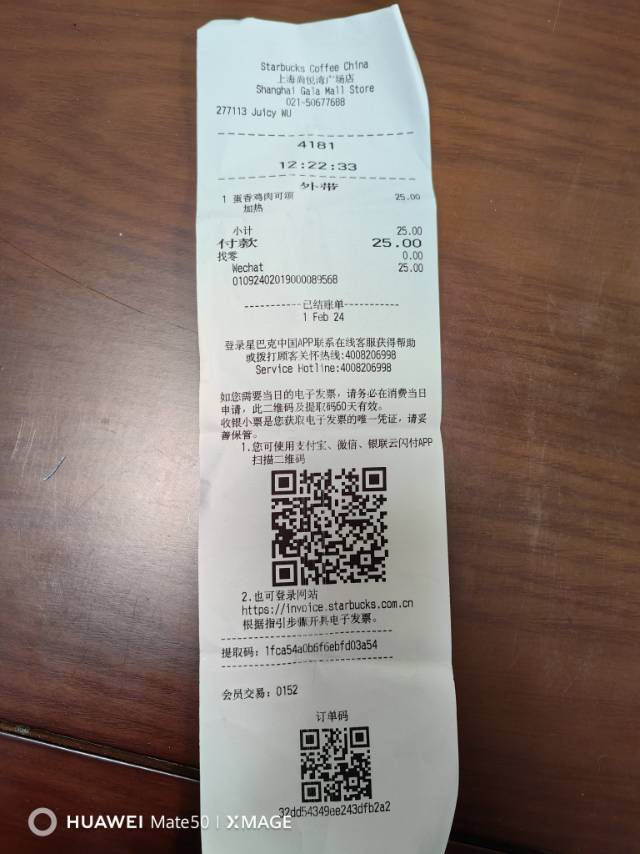 Starbucks Coffee China
上海尚悦湾广场店
Shanghai Gala Mall Store
021-50677688
277113 Juicy WU
4181
12:22:33
外带
1 蛋香鸡肉可颂 25.00
加热
小计 25.00
付款 25.00
找零 0.00
Wechat 25.00
01092402019000089568
已结账单
1 Feb 24
登录星巴克中国APP联系在线客服获得帮助
或拨打顾客关怀热线:4008206998
Service Hotline:4008206998
如您需要当日的电子发票，请务必在消费当日
申请，此二维码及提取码60天有效。
收银小票是您获取电子发票的唯一凭证，请妥
善保管。
1.您可使用支付宝、微信、银联云闪付APP
扫描二维码
2.也可登录网站
https://invoice.starbucks.com.cn
根据指引步骤开具电子发票。
提取码：1fca54a0b6f6ebfd03a54
会员交易：0152
订单码
32dd54349ee243dfb2a2
HUAWEI Mate50 | XMAGE